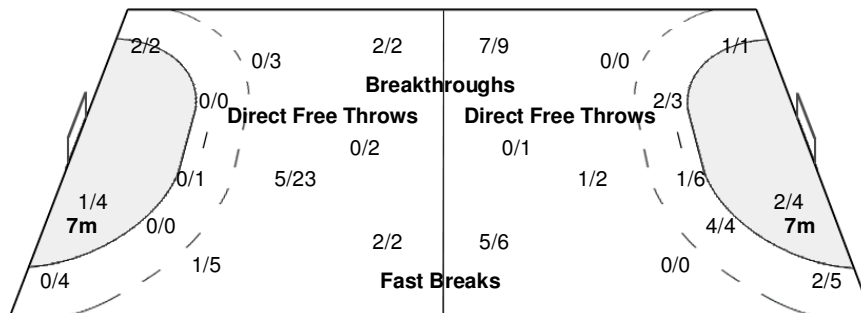 2/2 0/3 2/2 7/9 0/0 1/1
Breakthroughs
0/0 2/3
Direct Free Throws Direct Free Throws
0/2 0/1
0/1 5/23 1/2 1/6
1/4 2/4
7m 0/0 4/4 7m
2/2 5/6
0/4 1/5 0/0 2/5
Fast Breaks